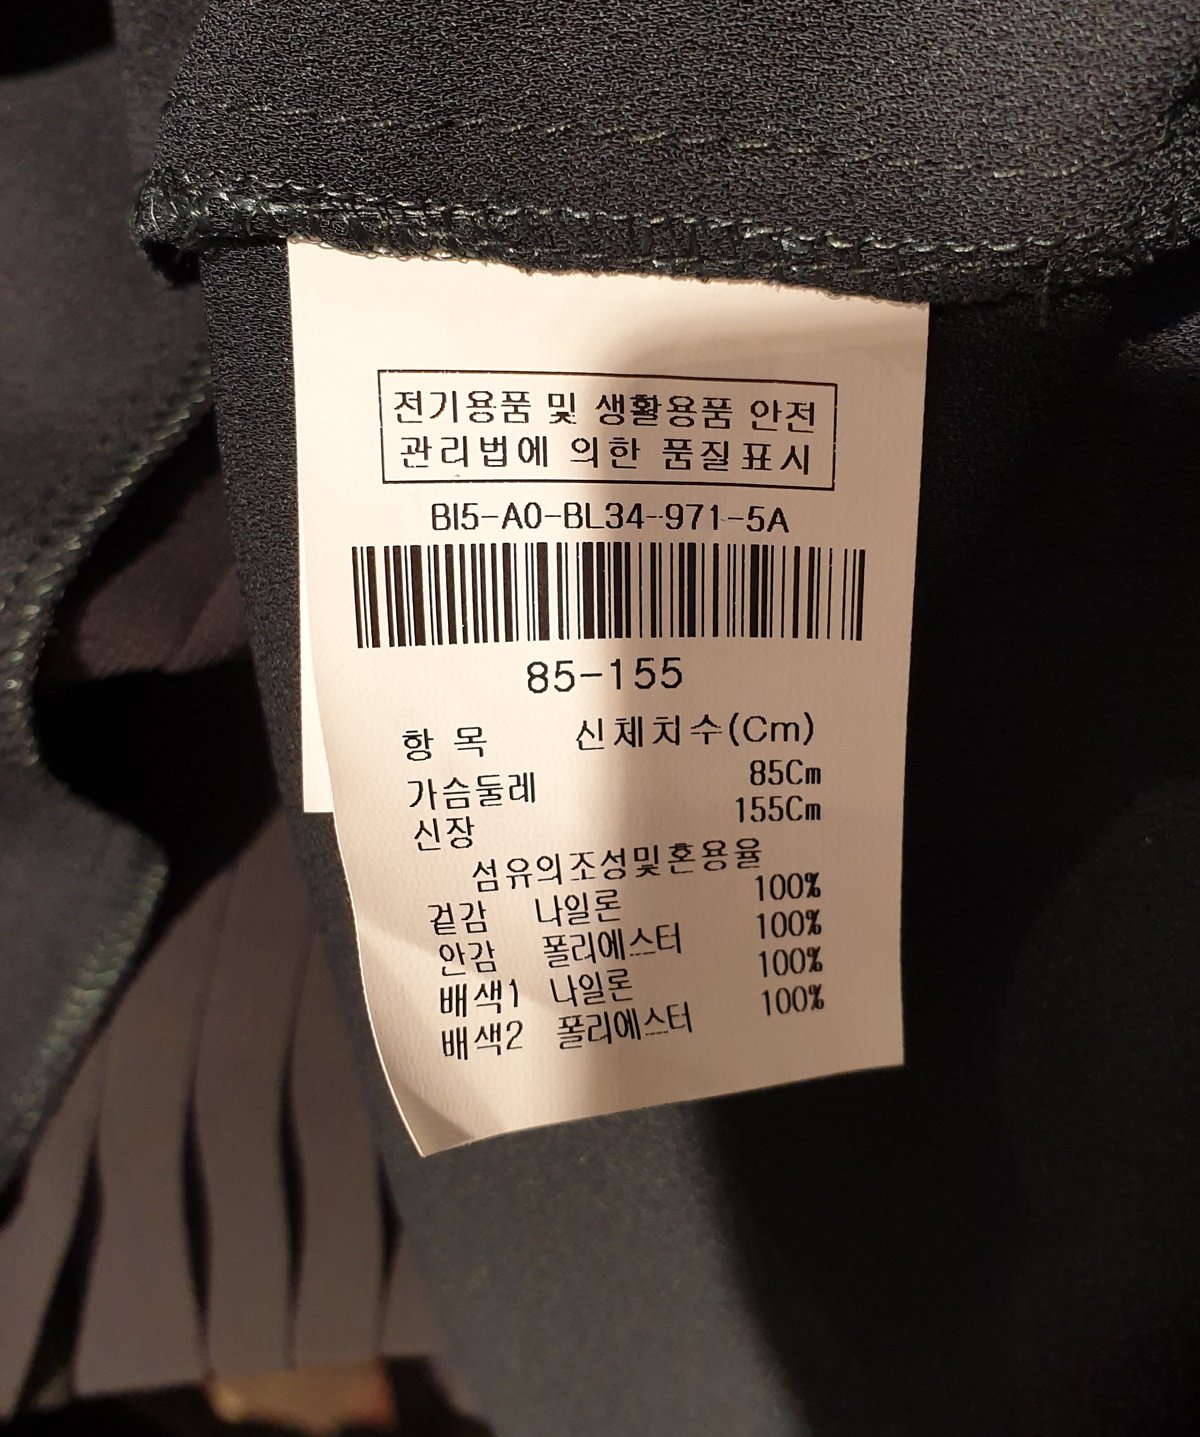 전기용품 및 생활용품 안전
관리법에 의한 품질표시
BI5-A0-BL34-971-5A
85-155
항 목 신체치수(Cm)
가슴둘레 85Cm
신장 155Cm
섬유의조성및혼용율
겉감 나일론 100%
안감 폴리에스터 100%
배색1 나일론 100%
배색2 폴리에스터 100%